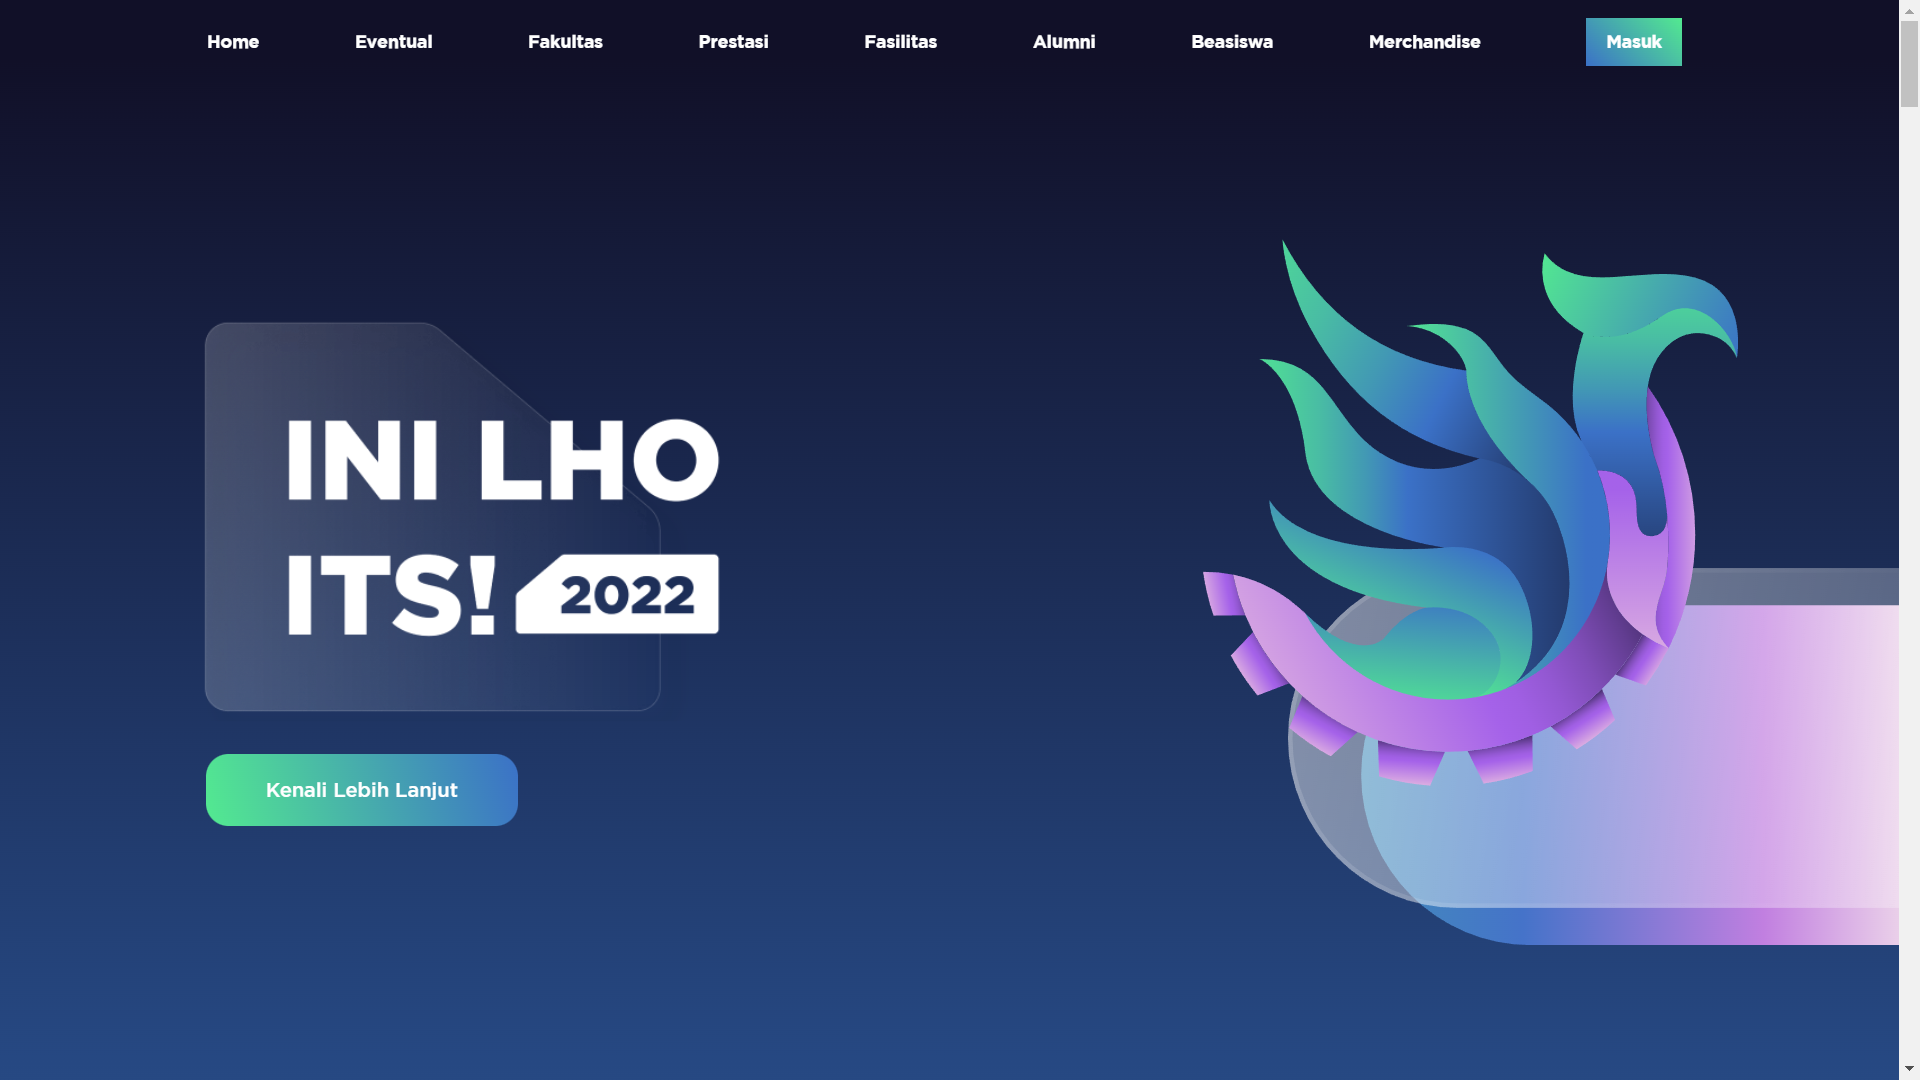 Home Eventual Fakultas Prestasi Fasilitas Alumni Beasiswa Merchandise Masuk
INI LHO
ITS! 2022
Kenali Lebih Lanjut